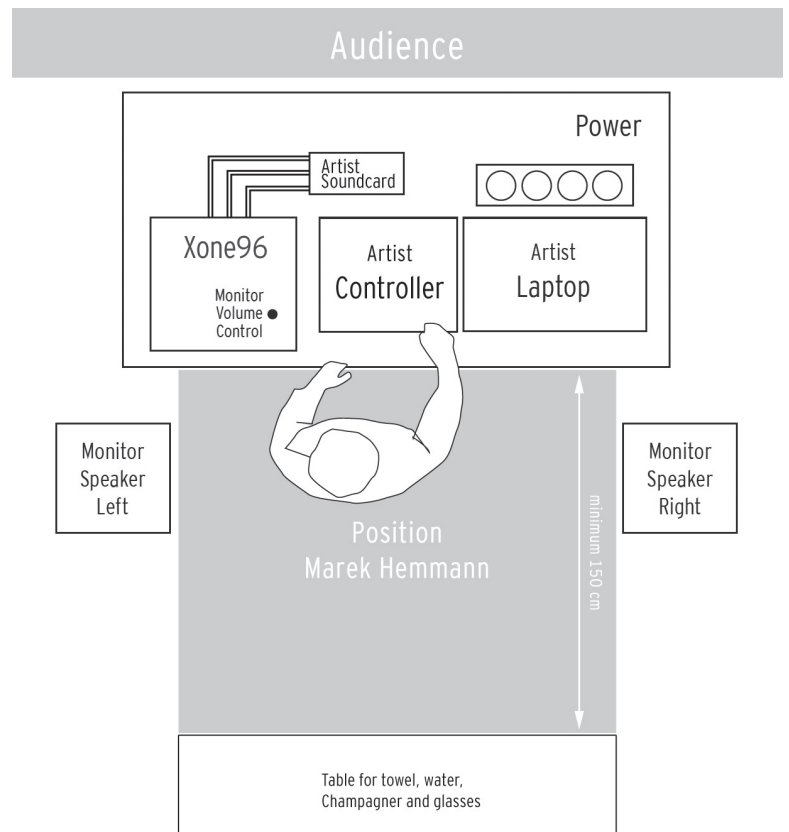 Audience
Power
Artist
Soundcard
Xone96
Monitor
Volume
Control
Artist
Controller
Artist
Laptop
Monitor
Speaker
Left
Monitor
Speaker
Right
Position
Marek Hemmann
minimum 150 cm
Table for towel, water,
Champagner and glasses